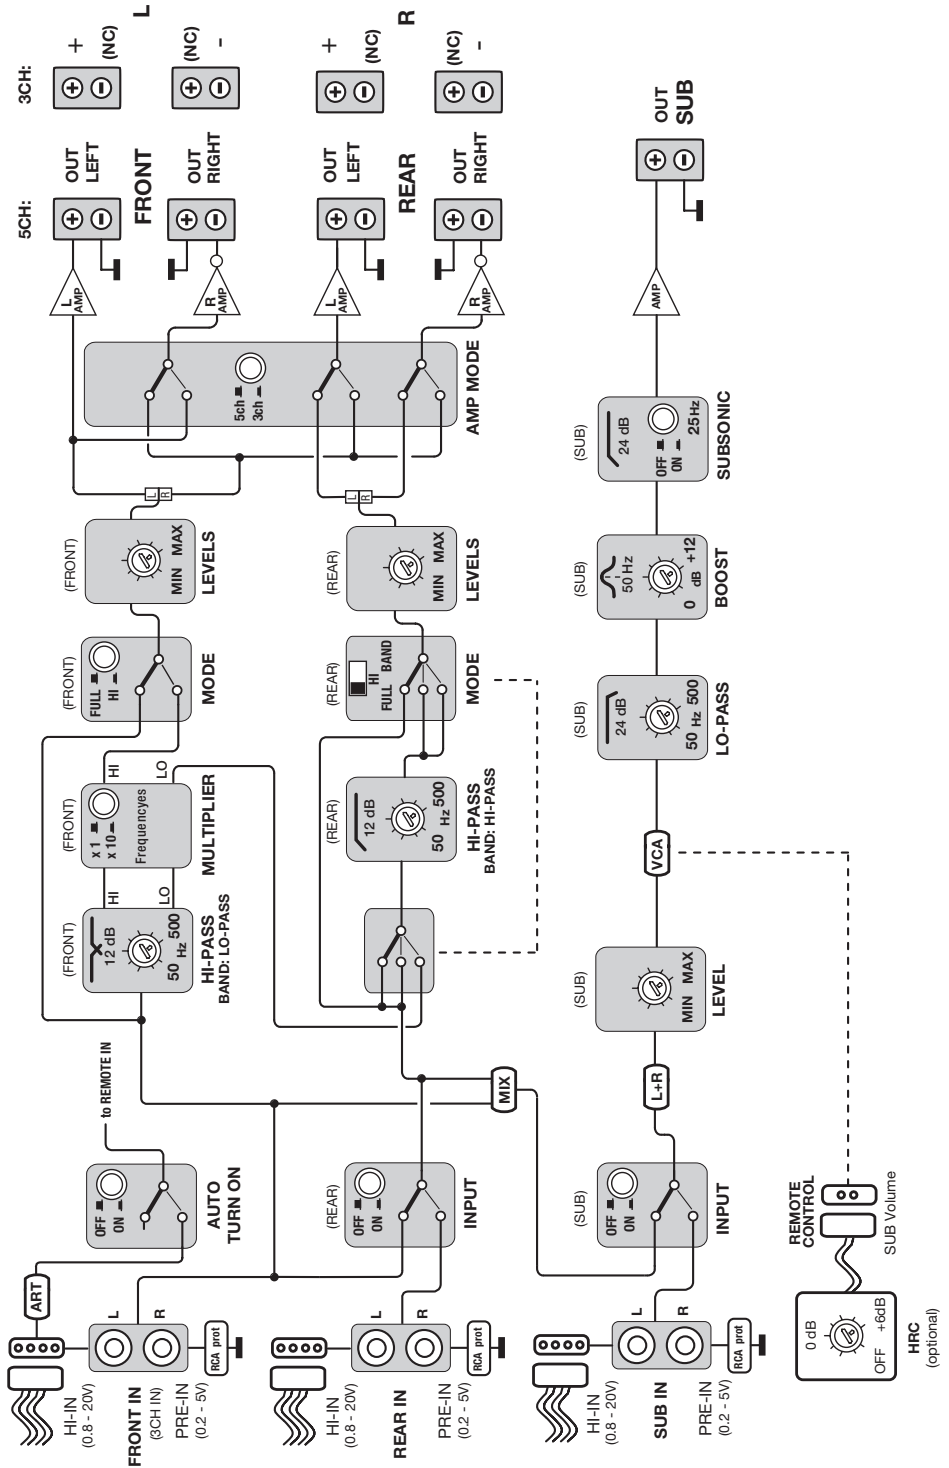 3CH:
+
(NC)
L
(NC)
-
+
(NC)
R
(NC)
-
5CH:
OUT
LEFT
FRONT
OUT
RIGHT
OUT
LEFT
REAR
OUT
RIGHT
OUT
SUB
L
AMP
R
AMP
L
AMP
R
AMP
AMP
5ch
3ch
AMP MODE
(SUB)
24 dB
OFF
ON
25Hz
SUBSONIC
L
R
L
R
(FRONT)
MIN MAX
LEVELS
(REAR)
MIN MAX
LEVELS
(SUB)
50 Hz
0 dB +12
BOOST
(FRONT)
FULL
HI
MODE
(REAR)
FULL HI BAND
MODE
(SUB)
24 dB
50 Hz 500
LO-PASS
HI
LO
(FRONT)
x 1
x 10
Frequencyes
MULTIPLIER
(REAR)
12 dB
50 Hz 500
HI-PASS
BAND: HI-PASS
VCA
HI
LO
(FRONT)
12 dB
50 Hz 500
HI-PASS
BAND: LO-PASS
(SUB)
MIN MAX
LEVEL
to REMOTE IN
MIX
L+R
OFF
ON
AUTO
TURN ON
(REAR)
OFF
ON
INPUT
(SUB)
OFF
ON
INPUT
REMOTE
CONTROL
SUB Volume
ART
L
R
RCA prot
HI-IN
(0.8 - 20V)
FRONT IN
(3CH IN)
PRE-IN
(0.2 - 5V)
L
R
RCA prot
HI-IN
(0.8 - 20V)
REAR IN
PRE-IN
(0.2 - 5V)
L
R
RCA prot
HI-IN
(0.8 - 20V)
SUB IN
PRE-IN
(0.2 - 5V)
0 dB
OFF +6dB
HRC
(optional)